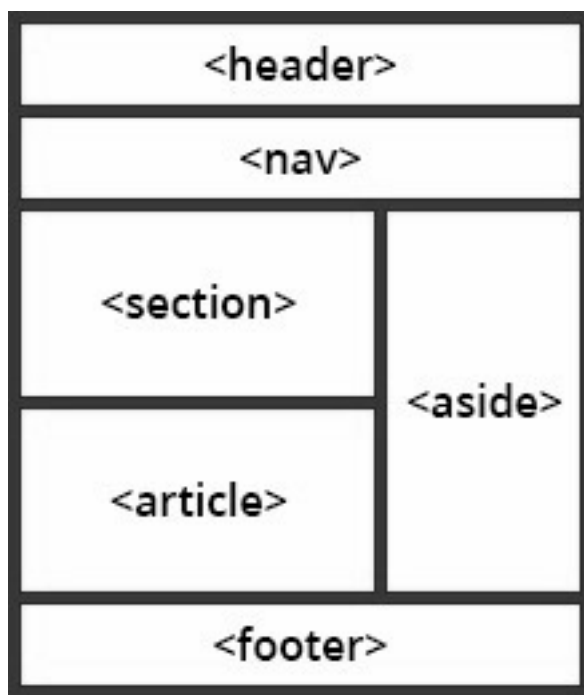 <header>
<nav>
<section>
<aside>
<article>
<footer>